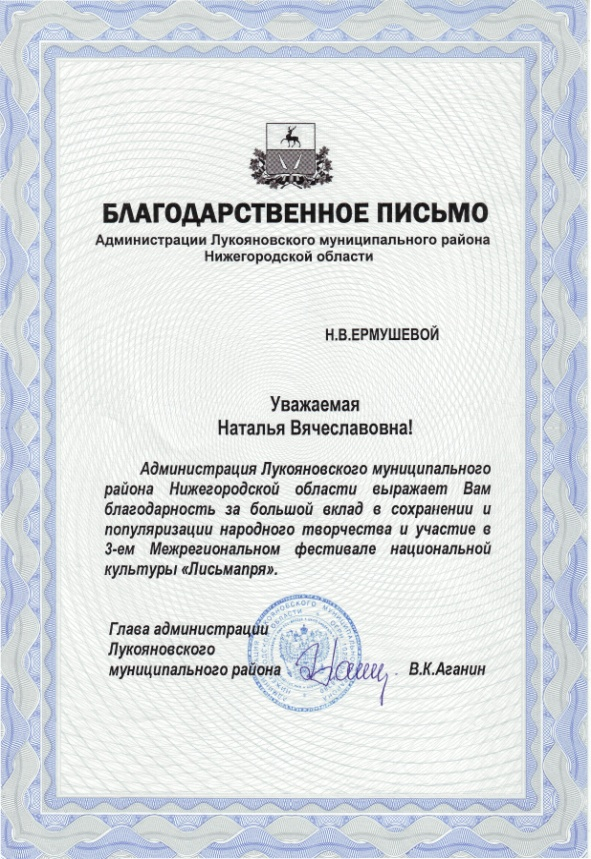 БЛАГОДАРСТВЕННОЕ ПИСЬМО
Администрации Лукояновского муниципального района
Нижегородской области
Н.В.ЕРМУШЕВОЙ
Уважаемая
Наталья Вячеславовна!
Администрация Лукояновского муниципального
района Нижегородской области выражает Вам
благодарность за большой вклад в сохранении и
популяризации народного творчества и участие в
3-ем Межрегиональном фестивале национальной
культуры «Лисьмапря».
Глава администрации
Лукояновского
муниципального района
В.К.Аганин